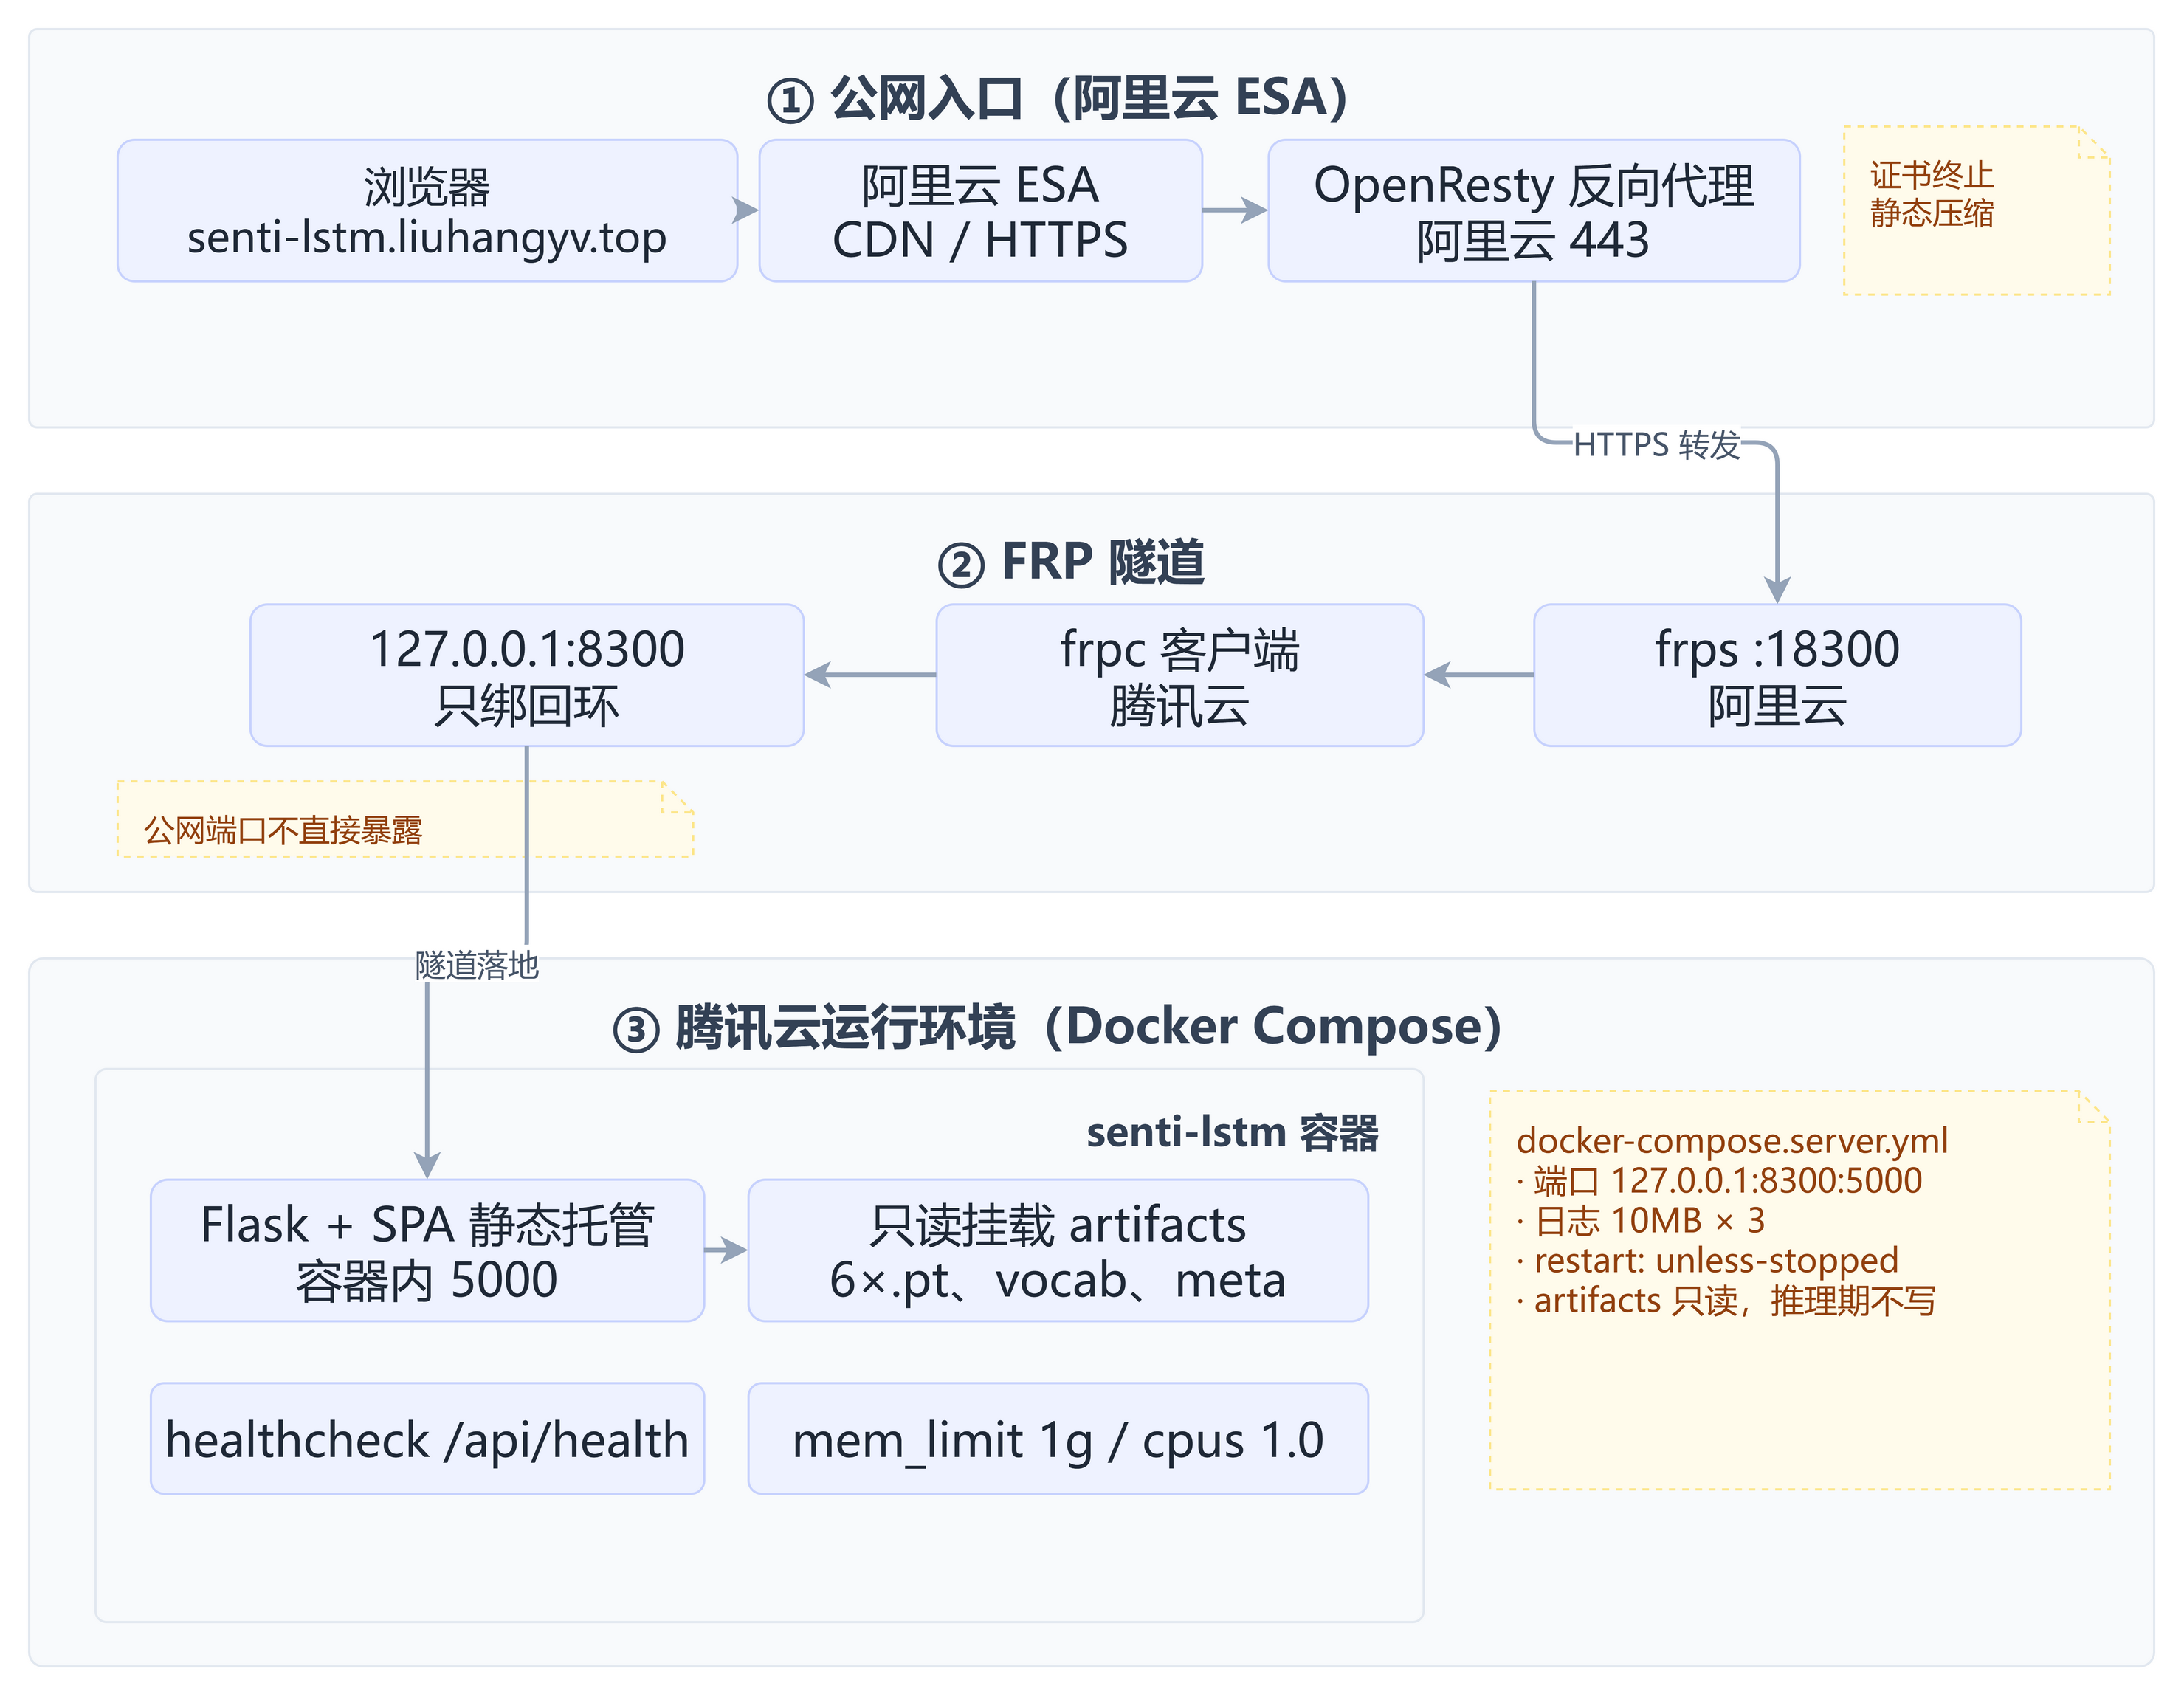 ① 公网入口（阿里云 ESA）
浏览器
senti-lstm.liuhangyv.top
阿里云 ESA
CDN / HTTPS
OpenResty 反向代理
阿里云 443
证书终止
静态压缩
HTTPS 转发
② FRP 隧道
127.0.0.1:8300
只绑回环
frpc 客户端
腾讯云
frps :18300
阿里云
公网端口不直接暴露
隧道落地
③ 腾讯云运行环境（Docker Compose）
senti-lstm 容器
Flask + SPA 静态托管
容器内 5000
只读挂载 artifacts
6×.pt、vocab、meta
healthcheck /api/health
mem_limit 1g / cpus 1.0
docker-compose.server.yml
· 端口 127.0.0.1:8300:5000
· 日志 10MB × 3
· restart: unless-stopped
· artifacts 只读，推理期不写